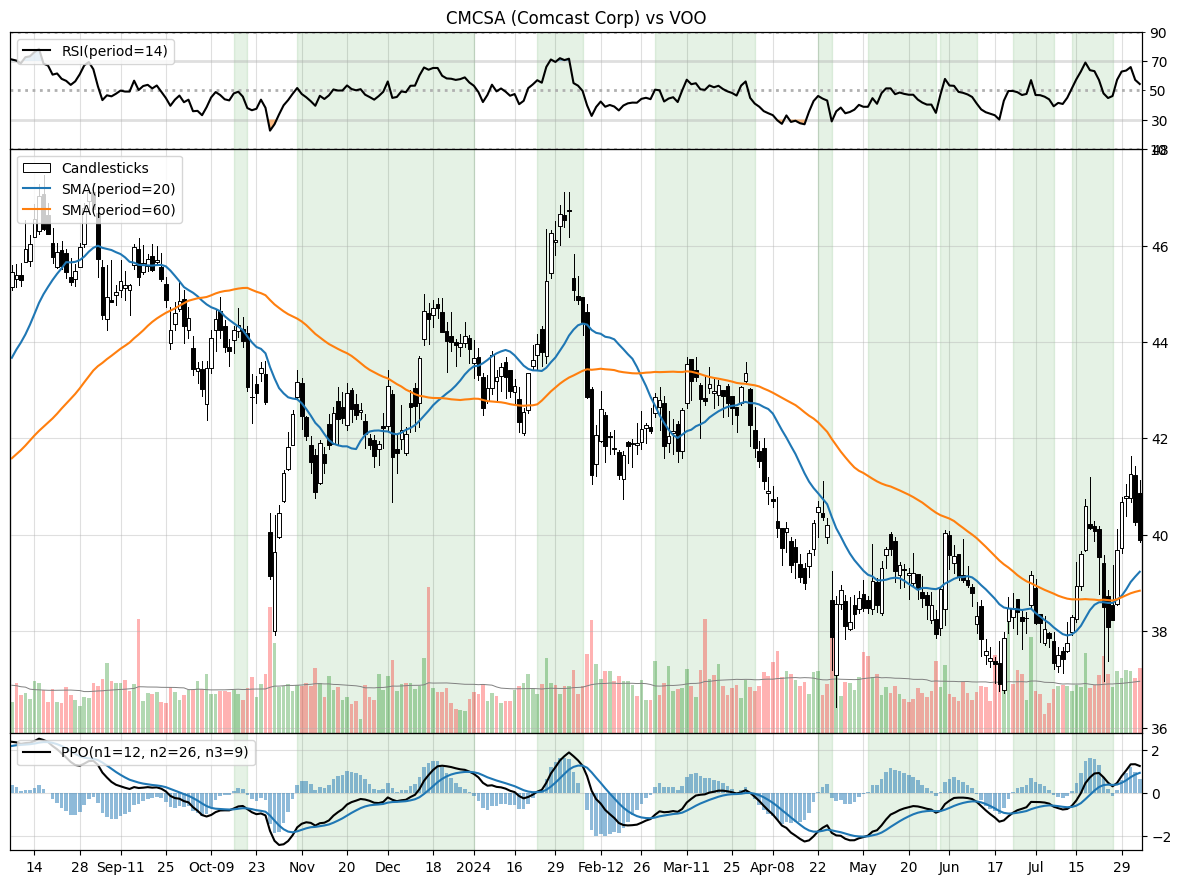 CMCSA (Comcast Corp) vs VOO
RSI(period=14)
90
70
50
30
10
48
Candlesticks
SMA(period=20)
SMA(period=60)
46
44
42
40
38
36
PPO(n1=12, n2=26, n3=9)
2
0
−2
14 28 Sep-11 25 Oct-09 23 Nov 20 Dec 18 2024 16 29 Feb-12 26 Mar-11 25 Apr-08 22 May 20 Jun 17 Jul 15 29